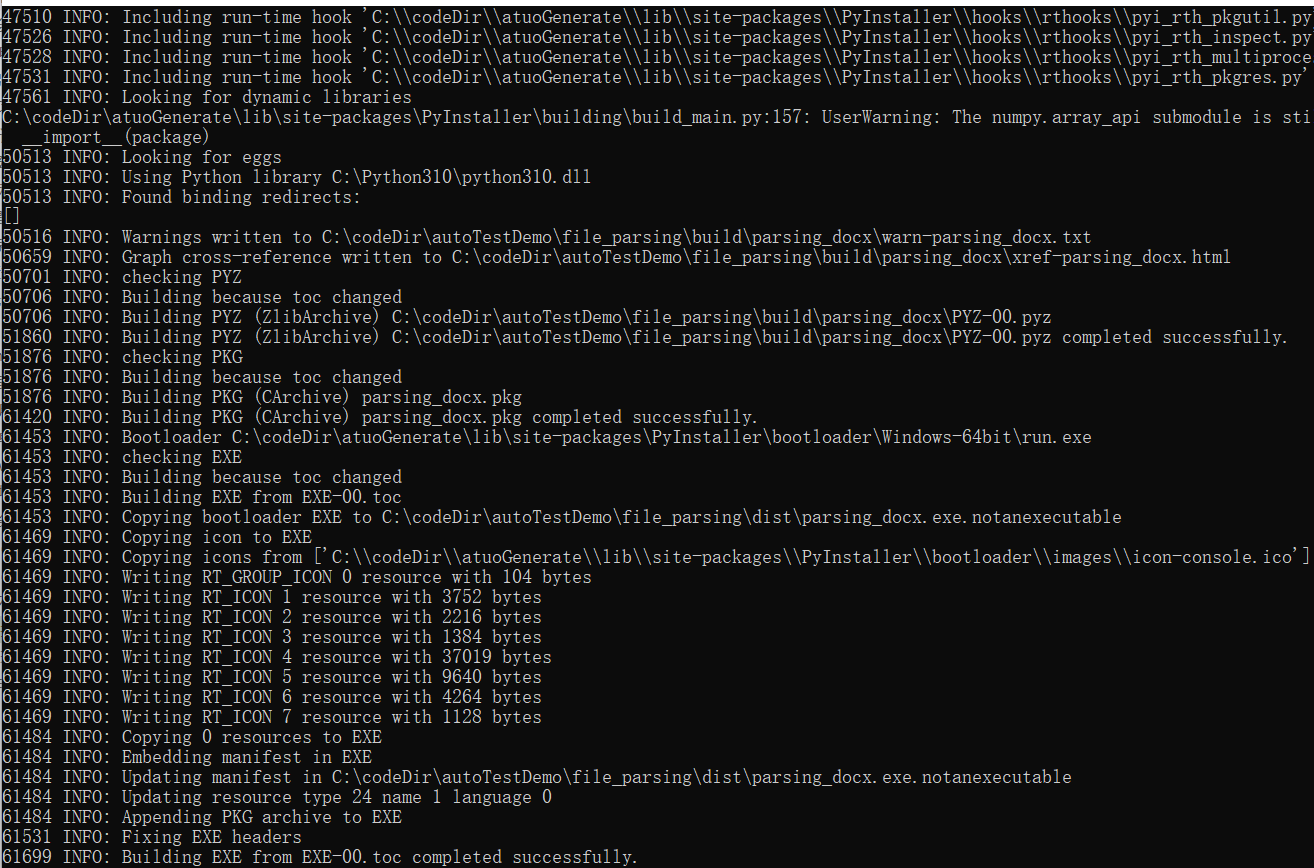 47510 INFO: Including run-time hook 'C:\\codeDir\\atuoGenerate\\lib\\site-packages\\PyInstaller\\hooks\\rthooks\\pyi_rth_pkgutil.py
47526 INFO: Including run-time hook 'C:\\codeDir\\atuoGenerate\\lib\\site-packages\\PyInstaller\\hooks\\rthooks\\pyi_rth_inspect.py'
47528 INFO: Including run-time hook 'C:\\codeDir\\atuoGenerate\\lib\\site-packages\\PyInstaller\\hooks\\rthooks\\pyi_rth_multiproce
47531 INFO: Including run-time hook 'C:\\codeDir\\atuoGenerate\\lib\\site-packages\\PyInstaller\\hooks\\rthooks\\pyi_rth_pkgres.py'
47561 INFO: Looking for dynamic libraries
C:\codeDir\atuoGenerate\lib\site-packages\PyInstaller\building\build_main.py:157: UserWarning: The numpy.array_api submodule is sti
  __import__(package)
50513 INFO: Looking for eggs
50513 INFO: Using Python library C:\Python310\python310.dll
50513 INFO: Found binding redirects:
[]
50516 INFO: Warnings written to C:\codeDir\autoTestDemo\file_parsing\build\parsing_docx\warn-parsing_docx.txt
50659 INFO: Graph cross-reference written to C:\codeDir\autoTestDemo\file_parsing\build\parsing_docx\xref-parsing_docx.html
50701 INFO: checking PYZ
50706 INFO: Building because toc changed
50706 INFO: Building PYZ (ZlibArchive) C:\codeDir\autoTestDemo\file_parsing\build\parsing_docx\PYZ-00.pyz
51860 INFO: Building PYZ (ZlibArchive) C:\codeDir\autoTestDemo\file_parsing\build\parsing_docx\PYZ-00.pyz completed successfully.
51876 INFO: checking PKG
51876 INFO: Building because toc changed
51876 INFO: Building PKG (CArchive) parsing_docx.pkg
61420 INFO: Building PKG (CArchive) parsing_docx.pkg completed successfully.
61453 INFO: Bootloader C:\codeDir\atuoGenerate\lib\site-packages\PyInstaller\bootloader\Windows-64bit\run.exe
61453 INFO: checking EXE
61453 INFO: Building because toc changed
61453 INFO: Building EXE from EXE-00.toc
61453 INFO: Copying bootloader EXE to C:\codeDir\autoTestDemo\file_parsing\dist\parsing_docx.exe.notanexecutable
61469 INFO: Copying icon to EXE
61469 INFO: Copying icons from ['C:\\codeDir\\atuoGenerate\\lib\\site-packages\\PyInstaller\\bootloader\\images\\icon-console.ico']
61469 INFO: Writing RT_GROUP_ICON 0 resource with 104 bytes
61469 INFO: Writing RT_ICON 1 resource with 3752 bytes
61469 INFO: Writing RT_ICON 2 resource with 2216 bytes
61469 INFO: Writing RT_ICON 3 resource with 1384 bytes
61469 INFO: Writing RT_ICON 4 resource with 37019 bytes
61469 INFO: Writing RT_ICON 5 resource with 9640 bytes
61469 INFO: Writing RT_ICON 6 resource with 4264 bytes
61469 INFO: Writing RT_ICON 7 resource with 1128 bytes
61484 INFO: Copying 0 resources to EXE
61484 INFO: Embedding manifest in EXE
61484 INFO: Updating manifest in C:\codeDir\autoTestDemo\file_parsing\dist\parsing_docx.exe.notanexecutable
61484 INFO: Updating resource type 24 name 1 language 0
61484 INFO: Appending PKG archive to EXE
61531 INFO: Fixing EXE headers
61699 INFO: Building EXE from EXE-00.toc completed successfully.